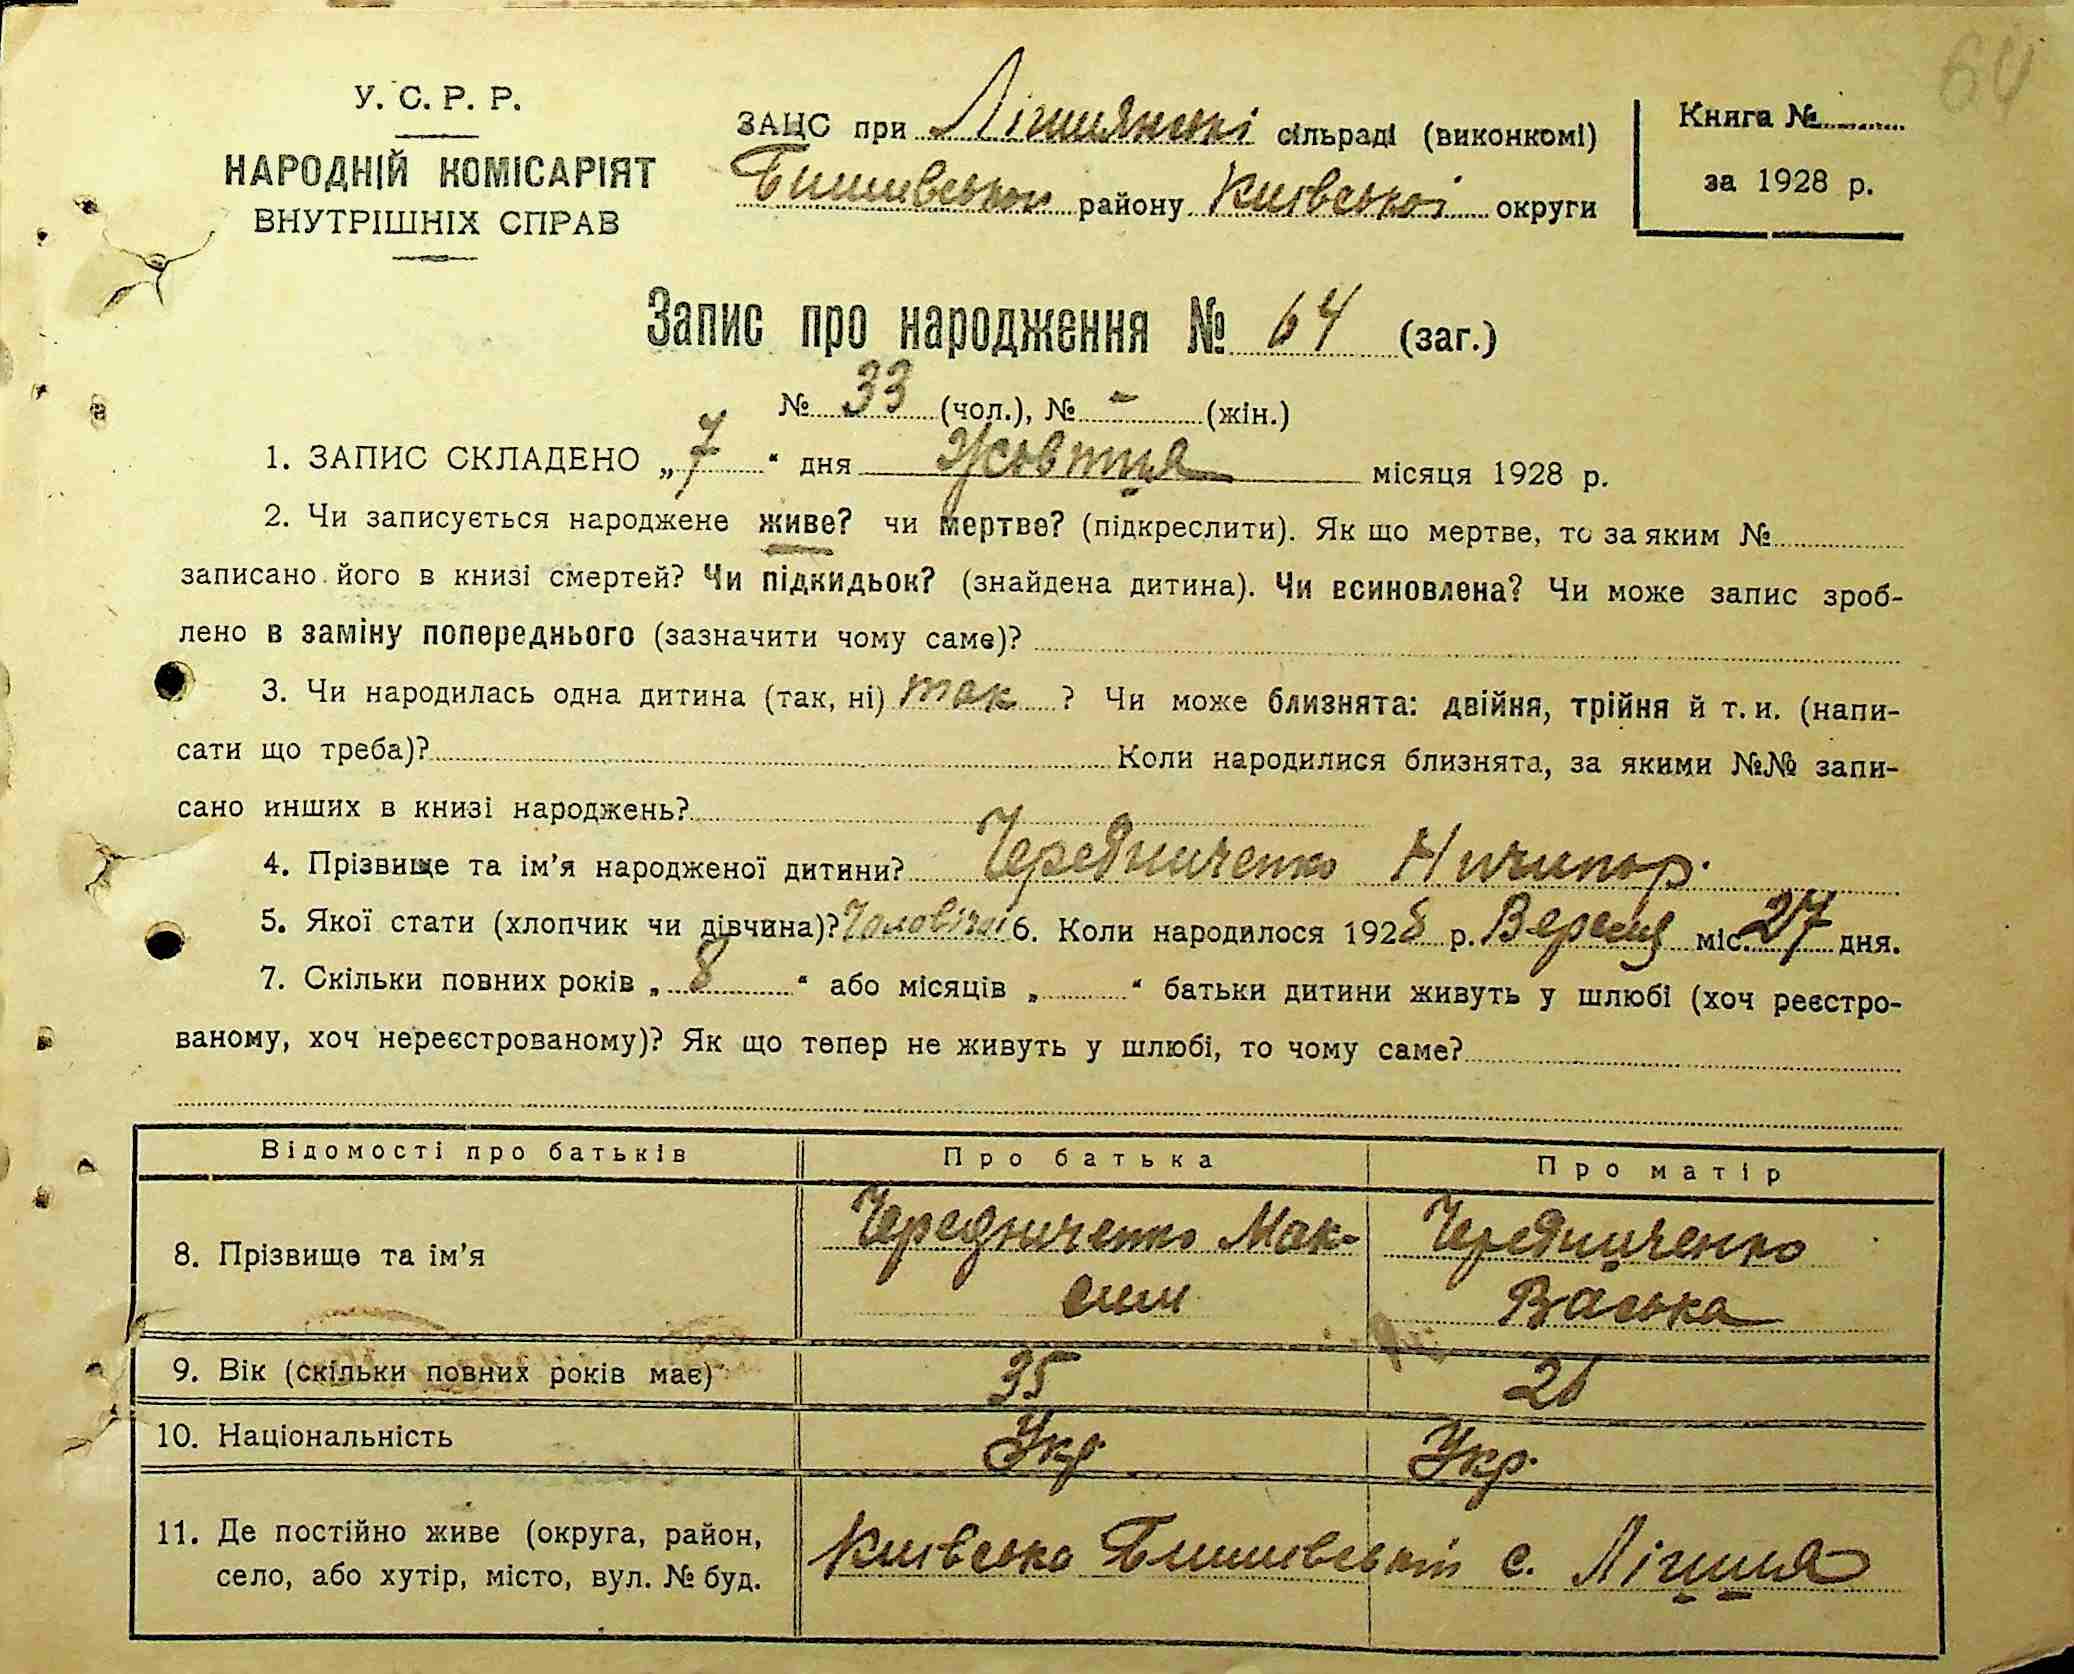 64
У. С. Р. Р.
НАРОДНІЙ КОМІСАРІЯТ
ВНУТРІШНІХ СПРАВ
ЗАЦС при сільраді (виконкомі)
Бишівського району Київської округи
Книга №
за 1928 р.
Запис про народження № 64 (заг.)
№ 33 (чол.), № - (жін.)
1. ЗАПИС СКЛАДЕНО „7“ дня Жовтня місяця 1928 р.
2. Чи записується народжене живе? чи мертве? (підкреслити). Як що мертве, то за яким №
записано його в книзі смертей? Чи підкидьок? (знайдена дитина). Чи всиновлена? Чи може запис зроб-
лено в заміну попереднього (зазначити чому саме)?
3. Чи народилась одна дитина (так, ні) так ? Чи може близнята: двійня, трійня й т. и. (напи-
сати що треба)? Коли народилися близнята, за якими №№ запи-
сано инших в книзі народжень?
4. Прізвище та ім’я народженої дитини? Чередниченко Ничипор.
5. Якої стати (хлопчик чи дівчина)? Чоловічої 6. Коли народилося 1928 р. Вересня міс. 27 дня.
7. Скільки повних років „8“ або місяців „ “ батьки дитини живуть у шлюбі (хоч реєстро-
ваному, хоч нереєстрованому)? Як що тепер не живуть у шлюбі, то чому саме?
Відомості про батьків Про батька Про матір
8. Прізвище та ім’я Чередниченко Мак- Чередниченко
сим Васька
9. Вік (скільки повних років має) 35 26
10. Національність Укр Укр.
11. Де постійно живе (округа, район,
село, або хутір, місто, вул. № буд.
Київська Бишівський с.